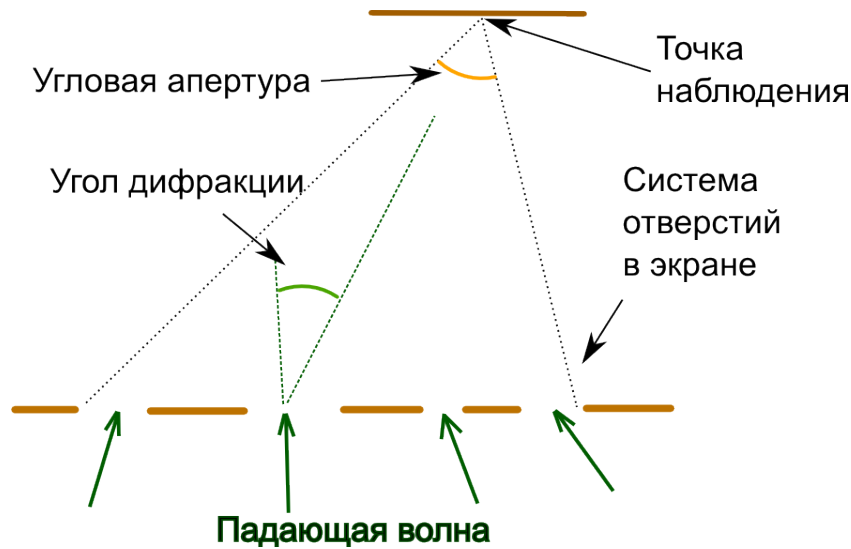 Угловая апертура
Точка
наблюдения
Угол дифракции
Система
отверстий
в экране
Падающая волна